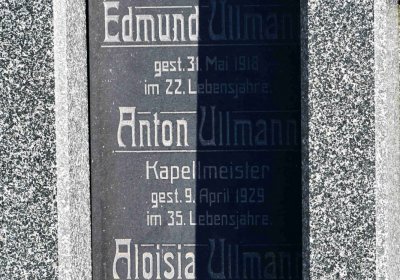 Edmund Ullmann
gest. 31. Mai 1918
im 22. Lebensjahre.
Anton Ullmann
Kapellmeister
gest. 9. April 1929
im 35. Lebensjahre.
Aloisia Ullmann